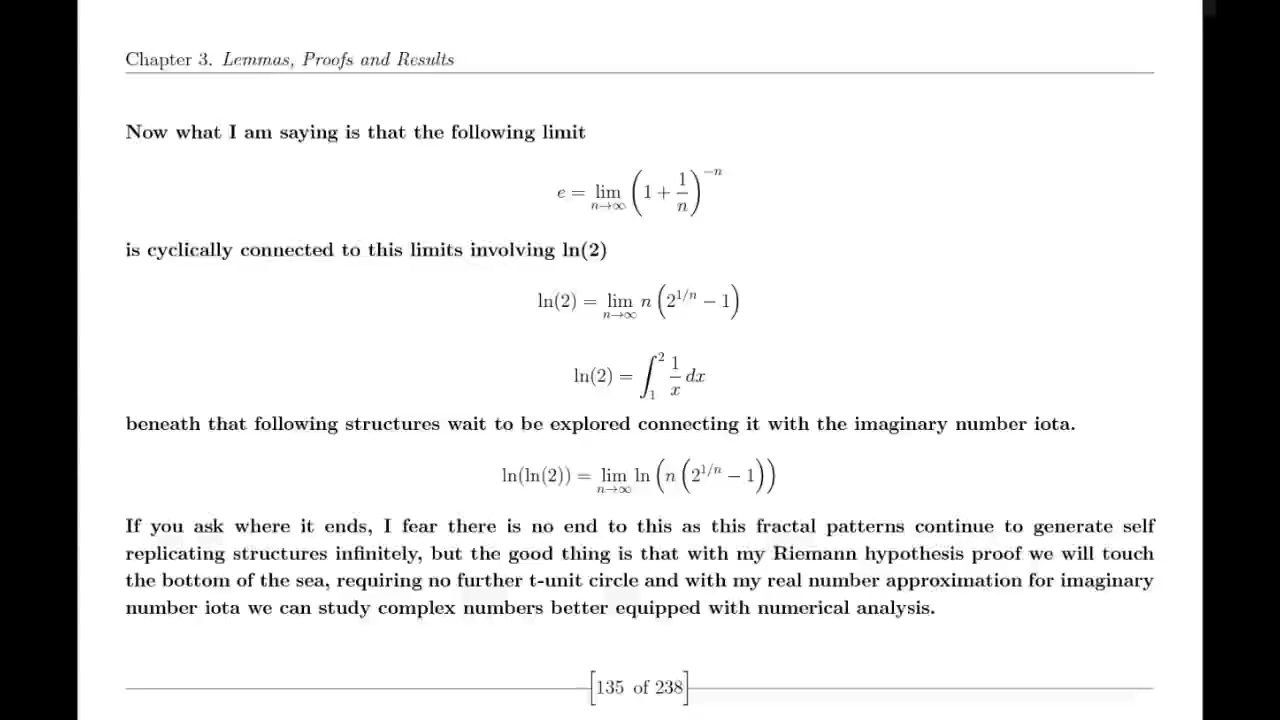 Chapter 3. Lemmas, Proofs and Results
Now what I am saying is that the following limit
e = lim_{n→∞} (1 + 1/n)^{−n}
is cyclically connected to this limits involving ln(2)
ln(2) = lim_{n→∞} n (2^{1/n} − 1)
ln(2) = ∫_1^2 1/x dx
beneath that following structures wait to be explored connecting it with the imaginary number iota.
ln(ln(2)) = lim_{n→∞} ln (n (2^{1/n} − 1))
If you ask where it ends, I fear there is no end to this as this fractal patterns continue to generate self
replicating structures infinitely, but the good thing is that with my Riemann hypothesis proof we will touch
the bottom of the sea, requiring no further t-unit circle and with my real number approximation for imaginary
number iota we can study complex numbers better equipped with numerical analysis.
[135 of 238]